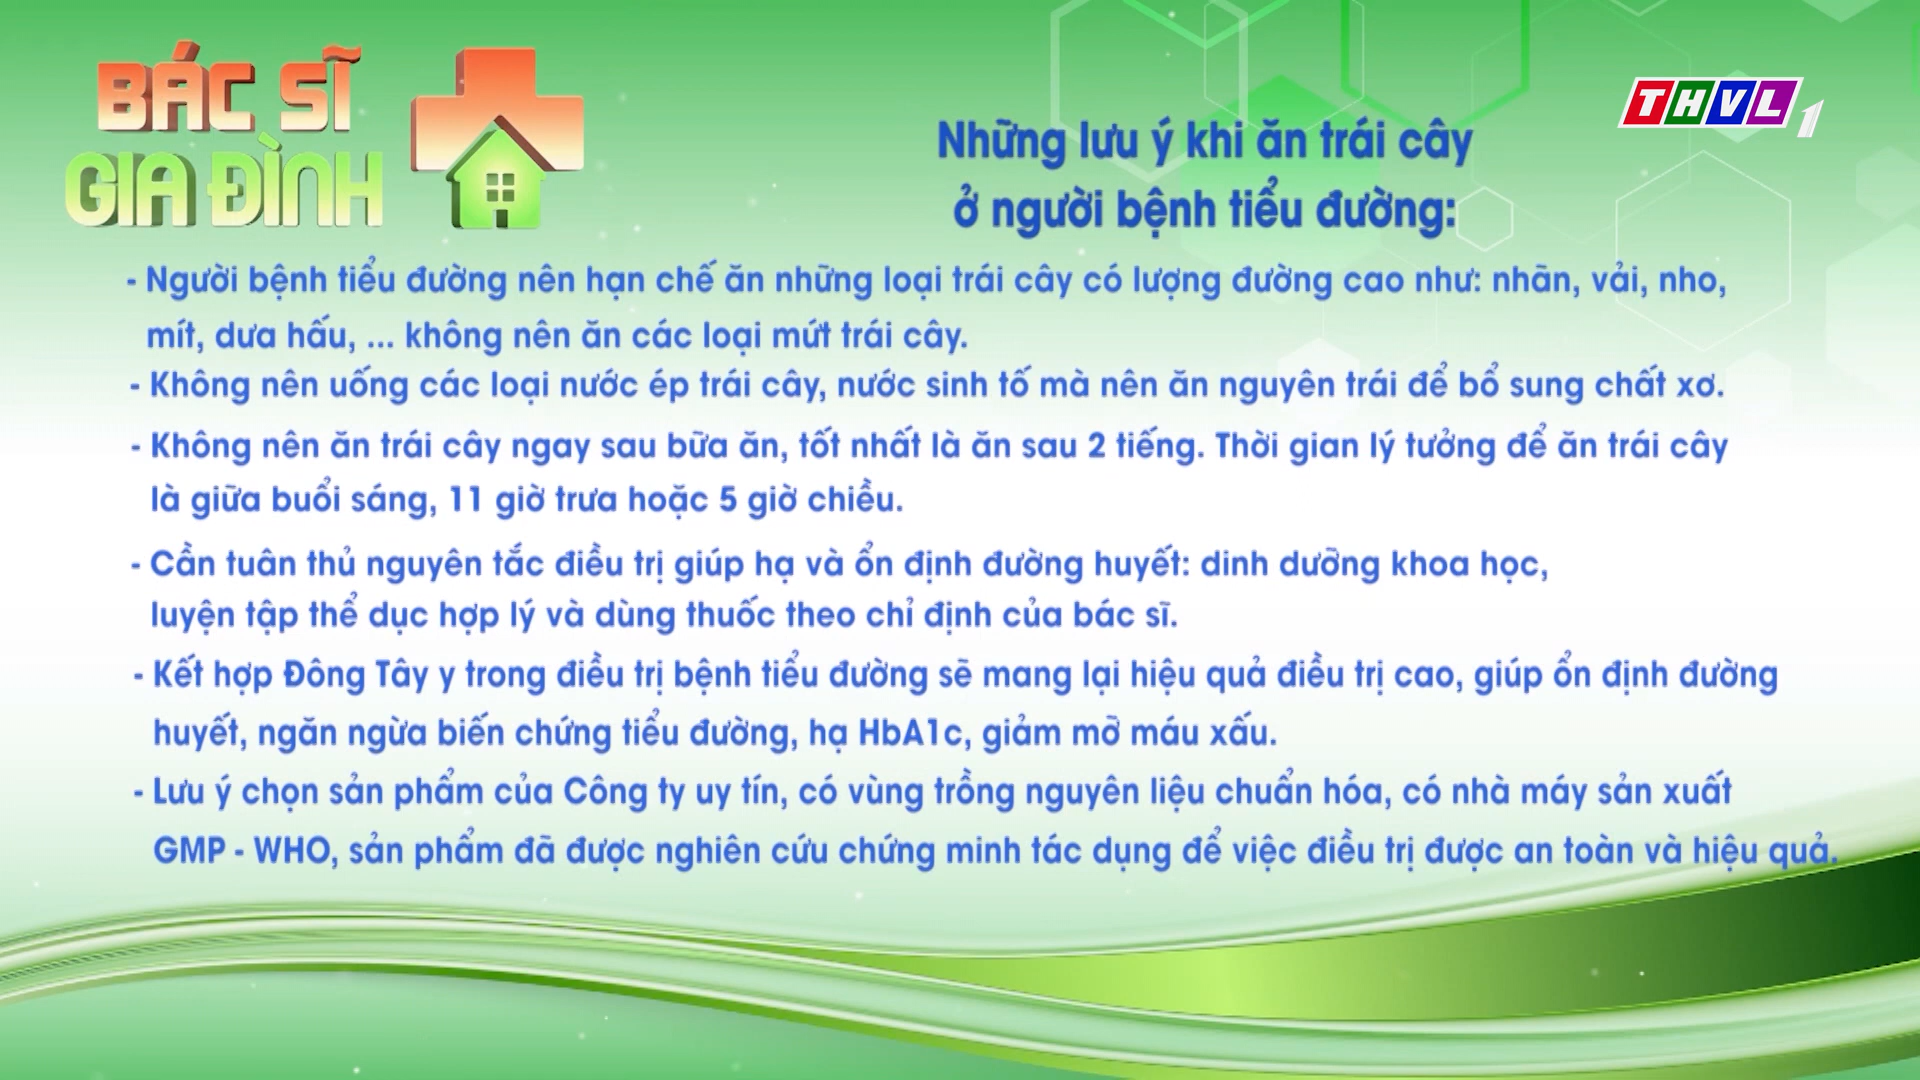 BÁC SĨ
GIA ĐÌNH
THVL 1
Những lưu ý khi ăn trái cây
ở người bệnh tiểu đường:
- Người bệnh tiểu đường nên hạn chế ăn những loại trái cây có lượng đường cao như: nhãn, vải, nho,
mít, dưa hấu, ... không nên ăn các loại mứt trái cây.
- Không nên uống các loại nước ép trái cây, nước sinh tố mà nên ăn nguyên trái để bổ sung chất xơ.
- Không nên ăn trái cây ngay sau bữa ăn, tốt nhất là ăn sau 2 tiếng. Thời gian lý tưởng để ăn trái cây
là giữa buổi sáng, 11 giờ trưa hoặc 5 giờ chiều.
- Cần tuân thủ nguyên tắc điều trị giúp hạ và ổn định đường huyết: dinh dưỡng khoa học,
luyện tập thể dục hợp lý và dùng thuốc theo chỉ định của bác sĩ.
- Kết hợp Đông Tây y trong điều trị bệnh tiểu đường sẽ mang lại hiệu quả điều trị cao, giúp ổn định đường
huyết, ngăn ngừa biến chứng tiểu đường, hạ HbA1c, giảm mỡ máu xấu.
- Lưu ý chọn sản phẩm của Công ty uy tín, có vùng trồng nguyên liệu chuẩn hóa, có nhà máy sản xuất
GMP - WHO, sản phẩm đã được nghiên cứu chứng minh tác dụng để việc điều trị được an toàn và hiệu quả.